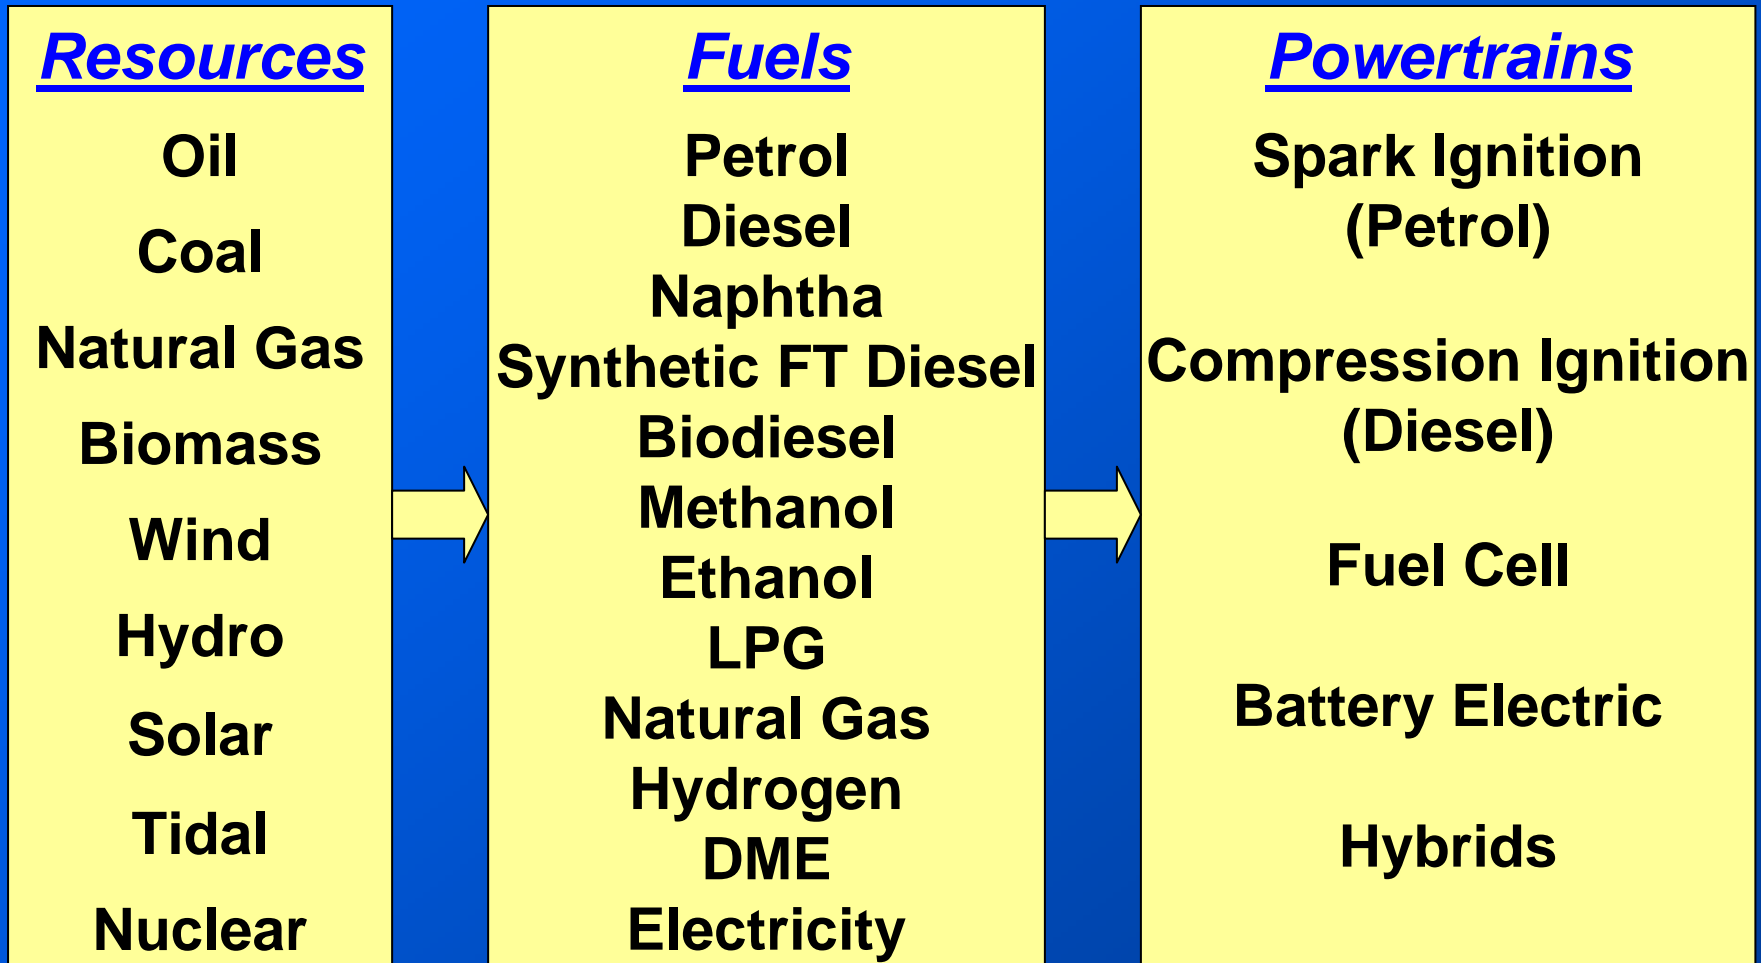 Resources
Oil
Coal
Natural Gas
Biomass
Wind
Hydro
Solar
Tidal
Nuclear
Fuels
Petrol
Diesel
Naphtha
Synthetic FT Diesel
Biodiesel
Methanol
Ethanol
LPG
Natural Gas
Hydrogen
DME
Electricity
Powertrains
Spark Ignition
(Petrol)
Compression Ignition
(Diesel)
Fuel Cell
Battery Electric
Hybrids